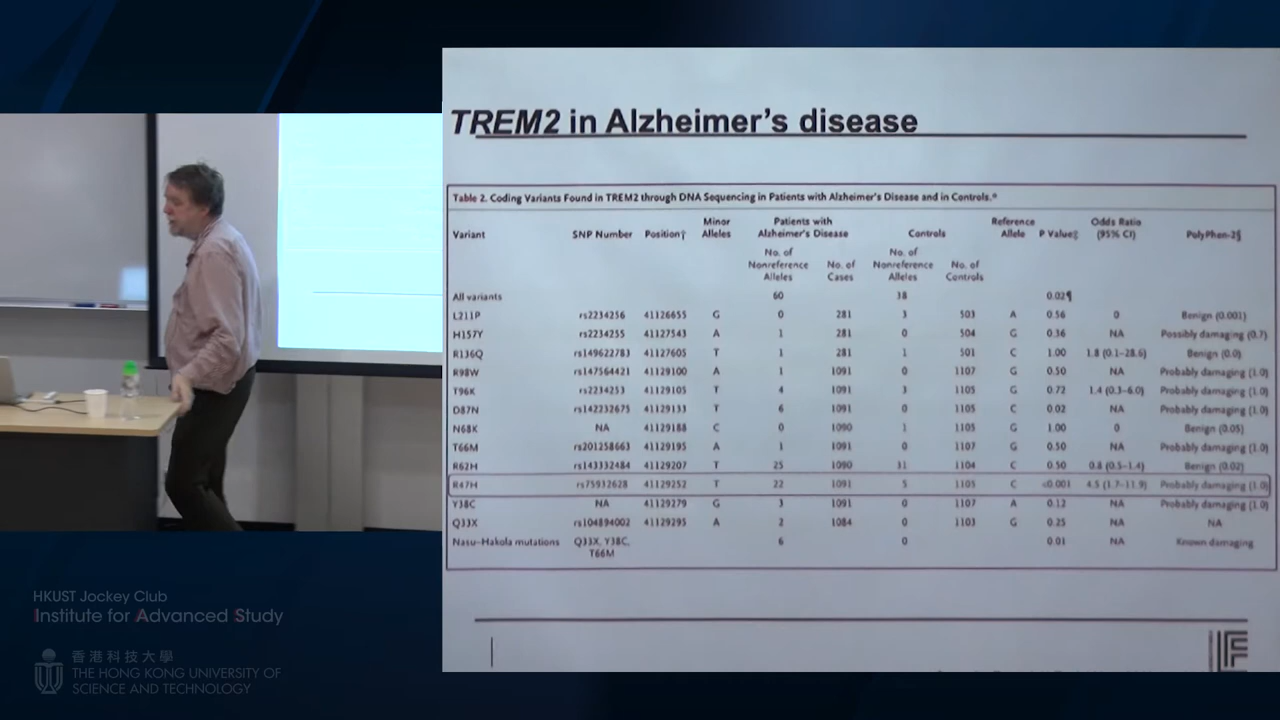 TREM2 in Alzheimer's disease
Table 2. Coding Variants Found in TREM2 through DNA Sequencing in Patients with Alzheimer's Disease and in Controls.*
Variant SNP Number Position† Minor Alleles Patients with Alzheimer's Disease Controls Reference Allele P Value‡ Odds Ratio (95% CI) PolyPhen-2§
No. of Nonreference Alleles No. of Cases No. of Nonreference Alleles No. of Controls
All variants 60 38 0.02¶
L211P rs2234256 41126655 G 0 281 3 503 A 0.56 0 Benign (0.001)
H157Y rs2234255 41127543 A 1 281 0 504 G 0.36 NA Possibly damaging (0.7)
R136Q rs149622783 41127605 T 1 281 1 501 C 1.00 1.8 (0.1–28.6) Benign (0.0)
R98W rs147564421 41129100 A 1 1091 0 1107 G 0.50 NA Probably damaging (1.0)
T96K rs2234253 41129105 T 4 1091 3 1105 G 0.72 1.4 (0.3–6.0) Probably damaging (1.0)
D87N rs142232675 41129133 T 6 1091 0 1105 C 0.02 NA Probably damaging (1.0)
N68K NA 41129188 C 0 1090 1 1105 G 1.00 0 Benign (0.05)
T66M rs201258663 41129195 A 1 1091 0 1107 G 0.50 NA Probably damaging (1.0)
R62H rs143332484 41129207 T 25 1090 11 1104 C 0.50 0.8 (0.5–1.4) Benign (0.02)
R47H rs75932628 41129252 T 22 1091 5 1105 C <0.001 4.5 (1.7–11.9) Probably damaging (1.0)
Y38C NA 41129279 G 3 1091 0 1107 A 0.12 NA Probably damaging (1.0)
Q33X rs104894002 41129295 A 2 1084 0 1103 G 0.25 NA NA
Nasu–Hakola mutations Q33X, Y38C, T66M 6 0 0.01 NA Known damaging
HKUST Jockey Club
Institute for Advanced Study
香港科技大學
THE HONG KONG UNIVERSITY OF
SCIENCE AND TECHNOLOGY